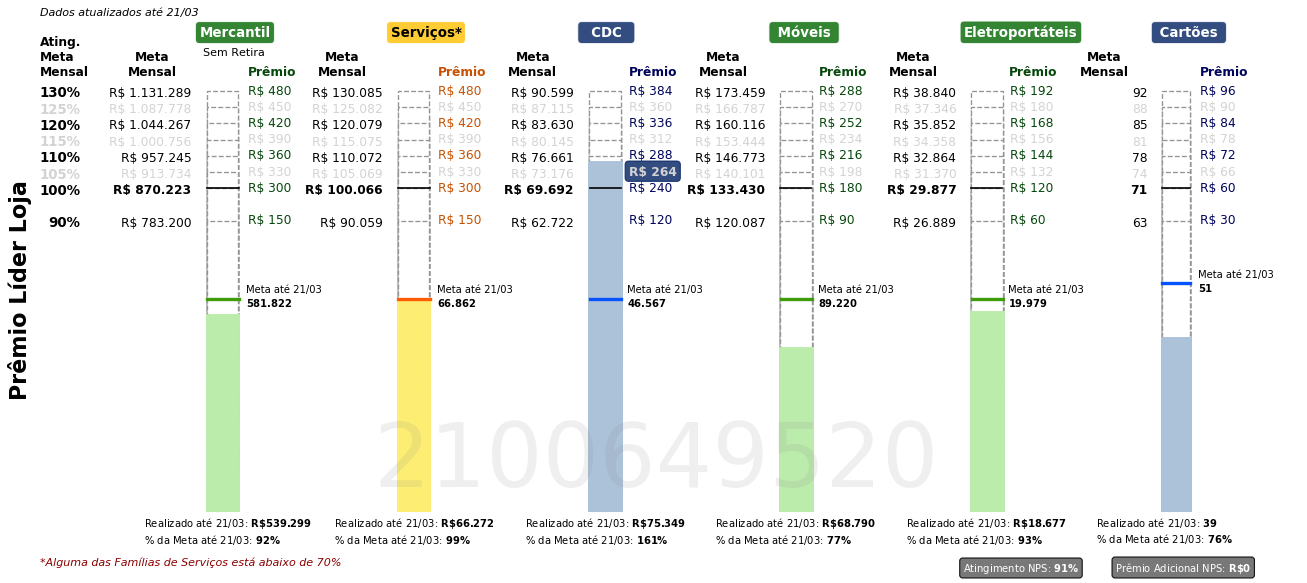 Dados atualizados até 21/03
Mercantil Serviços* CDC Móveis Eletroportáteis Cartões
Sem Retira
Ating. Meta Mensal
Meta Mensal Prêmio Meta Mensal Prêmio Meta Mensal Prêmio Meta Mensal Prêmio Meta Mensal Prêmio Meta Mensal Prêmio
130% R$ 1.131.289 R$ 480 R$ 130.085 R$ 480 R$ 90.599 R$ 384 R$ 173.459 R$ 288 R$ 38.840 R$ 192 92 R$ 96
125% R$ 1.087.778 R$ 450 R$ 125.082 R$ 450 R$ 87.115 R$ 360 R$ 166.787 R$ 270 R$ 37.346 R$ 180 88 R$ 90
120% R$ 1.044.267 R$ 420 R$ 120.079 R$ 420 R$ 83.630 R$ 336 R$ 160.116 R$ 252 R$ 35.852 R$ 168 85 R$ 84
115% R$ 1.000.756 R$ 390 R$ 115.075 R$ 390 R$ 80.145 R$ 312 R$ 153.444 R$ 234 R$ 34.358 R$ 156 81 R$ 78
110% R$ 957.245 R$ 360 R$ 110.072 R$ 360 R$ 76.661 R$ 288 R$ 146.773 R$ 216 R$ 32.864 R$ 144 78 R$ 72
105% R$ 913.734 R$ 330 R$ 105.069 R$ 330 R$ 73.176 R$ 264 R$ 140.101 R$ 198 R$ 31.370 R$ 132 74 R$ 66
100% R$ 870.223 R$ 300 R$ 100.066 R$ 300 R$ 69.692 R$ 240 R$ 133.430 R$ 180 R$ 29.877 R$ 120 71 R$ 60
90% R$ 783.200 R$ 150 R$ 90.059 R$ 150 R$ 62.722 R$ 120 R$ 120.087 R$ 90 R$ 26.889 R$ 60 63 R$ 30
Prêmio Líder Loja
Meta até 21/03 Meta até 21/03 Meta até 21/03 Meta até 21/03 Meta até 21/03 Meta até 21/03
581.822 66.862 46.567 89.220 19.979 51
2100649520
Realizado até 21/03: R$539.299 Realizado até 21/03: R$66.272 Realizado até 21/03: R$75.349 Realizado até 21/03: R$68.790 Realizado até 21/03: R$18.677 Realizado até 21/03: 39
% da Meta até 21/03: 92% % da Meta até 21/03: 99% % da Meta até 21/03: 161% % da Meta até 21/03: 77% % da Meta até 21/03: 93% % da Meta até 21/03: 76%
*Alguma das Famílias de Serviços está abaixo de 70%
Atingimento NPS: 91% Prêmio Adicional NPS: R$0